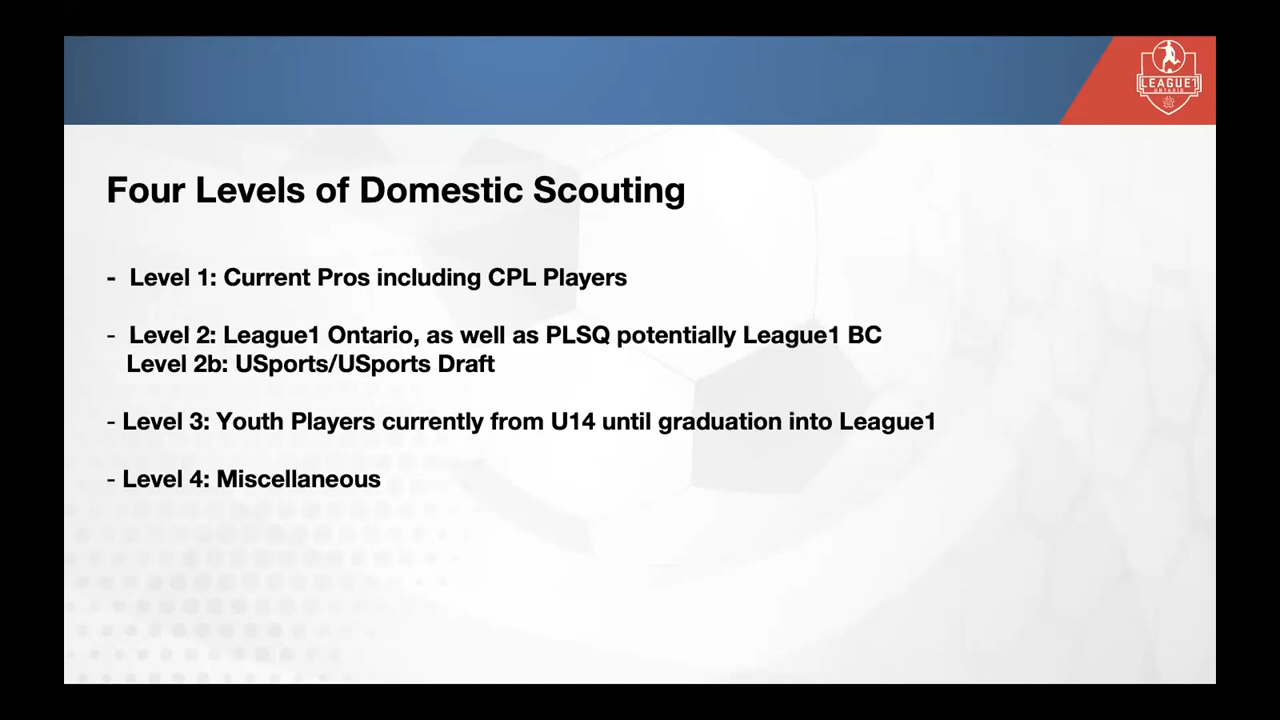 LEAGUE1
ONTARIO
Four Levels of Domestic Scouting
- Level 1: Current Pros including CPL Players
- Level 2: League1 Ontario, as well as PLSQ potentially League1 BC
Level 2b: USports/USports Draft
- Level 3: Youth Players currently from U14 until graduation into League1
- Level 4: Miscellaneous